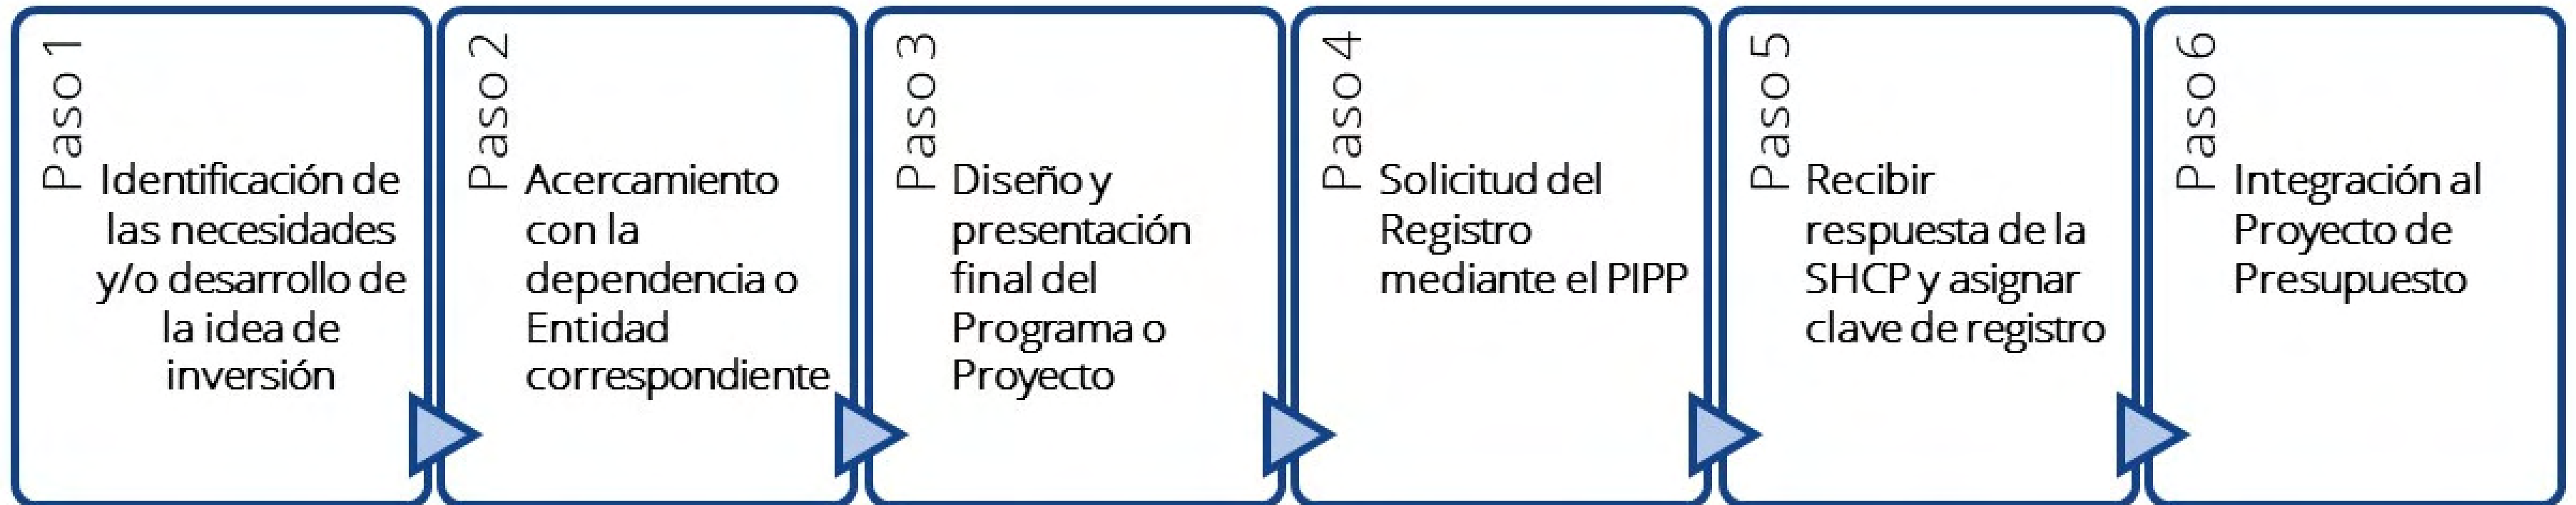 Paso 1
Identificación de
las necesidades
y/o desarrollo de
la idea de
inversión
Paso 2
Acercamiento
con la
dependencia o
Entidad
correspondiente
Paso 3
Diseño y
presentación
final del
Programa o
Proyecto
Paso 4
Solicitud del
Registro
mediante el PIPP
Paso 5
Recibir
respuesta de la
SHCP y asignar
clave de registro
Paso 6
Integración al
Proyecto de
Presupuesto